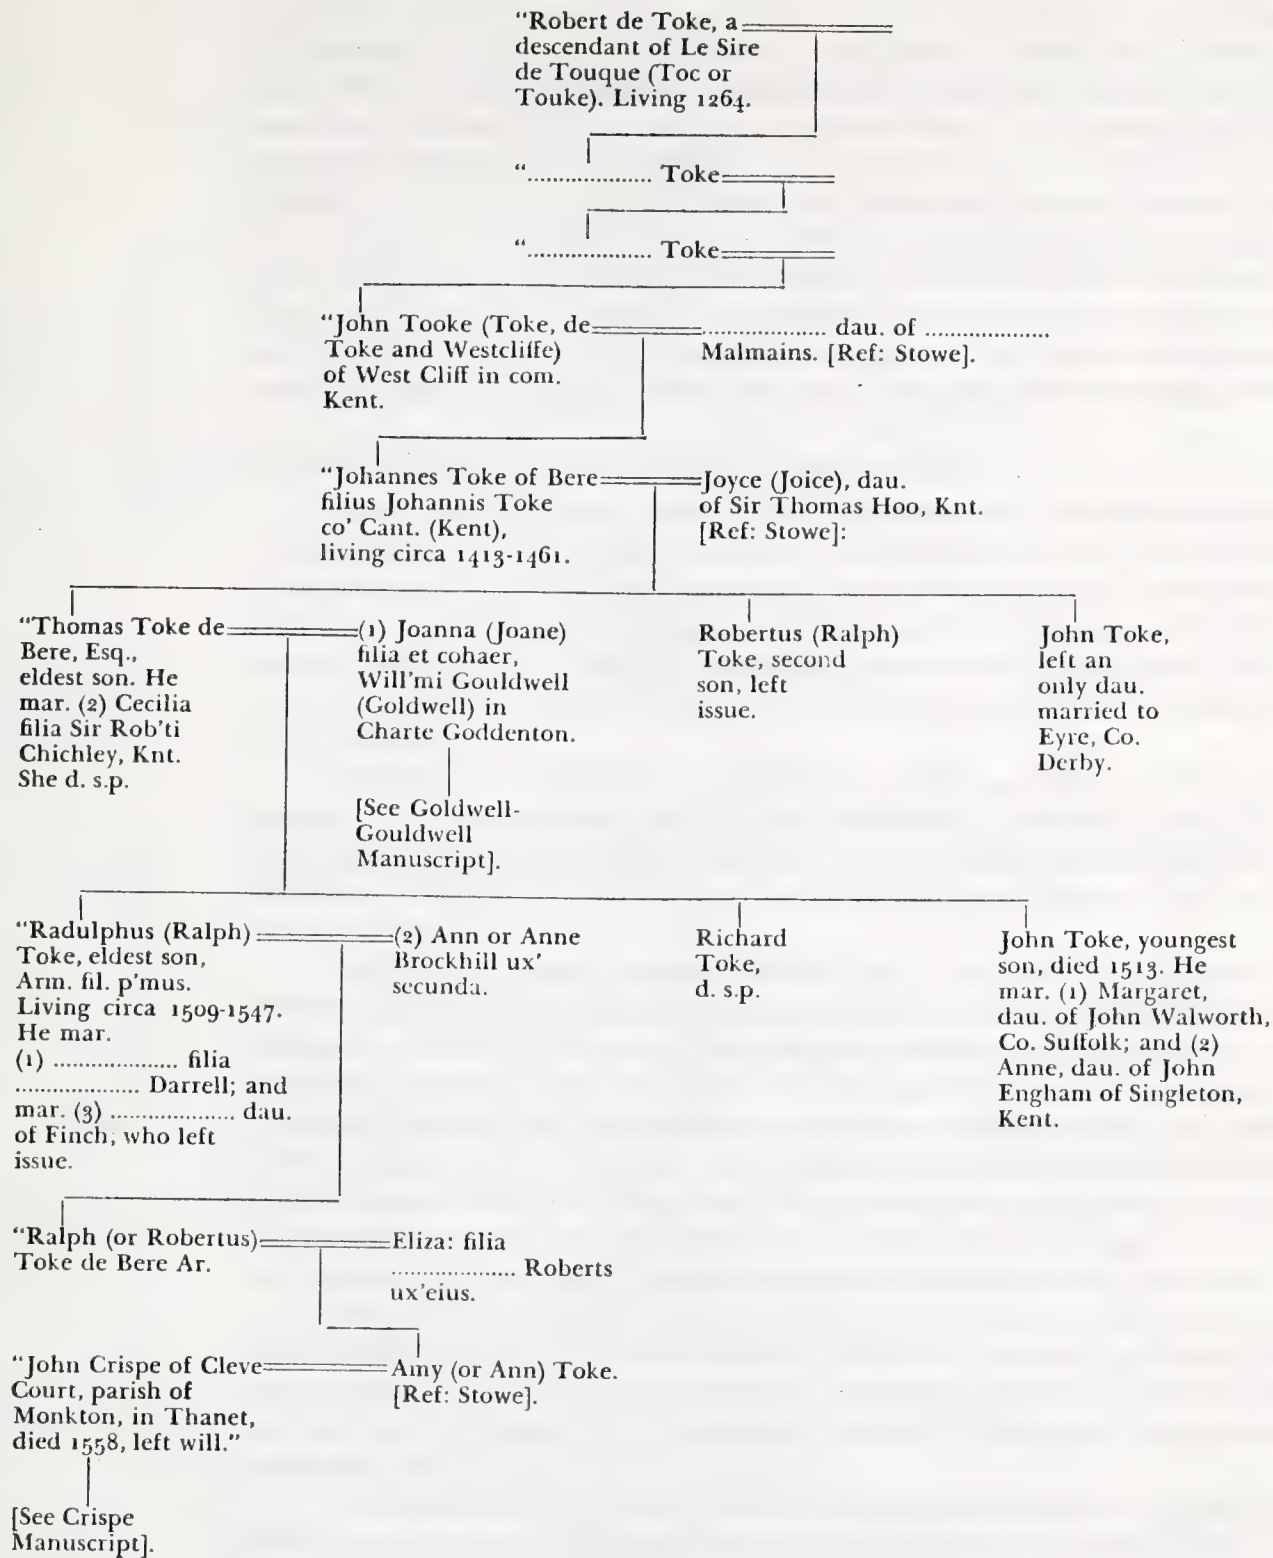 “Robert de Toke, a
descendant of Le Sire
de Touque (Toc or
Touke). Living 1264.
“.................... Toke
“.................... Toke
“John Tooke (Toke, de
Toke and Westcliffe)
of West Cliff in com.
Kent.
.................... dau. of ....................
Malmains. [Ref: Stowe].
“Johannes Toke of Bere
filius Johannis Toke
co’ Cant. (Kent),
living circa 1413-1461.
Joyce (Joice), dau.
of Sir Thomas Hoo, Knt.
[Ref: Stowe]:
“Thomas Toke de
Bere, Esq.,
eldest son. He
mar. (2) Cecilia
filia Sir Rob’ti
Chichley, Knt.
She d. s.p.
(1) Joanna (Joane)
filia et cohaer,
Will’mi Gouldwell
(Goldwell) in
Charte Goddenton.
[See Goldwell-
Gouldwell
Manuscript].
Robertus (Ralph)
Toke, second
son, left
issue.
John Toke,
left an
only dau.
married to
Eyre, Co.
Derby.
“Radulphus (Ralph)
Toke, eldest son,
Arm. fil. p’mus.
Living circa 1509-1547.
He mar.
(1) .................... filia
.................... Darrell; and
mar. (3) .................... dau.
of Finch, who left
issue.
(2) Ann or Anne
Brockhill ux’
secunda.
Richard
Toke,
d. s.p.
John Toke, youngest
son, died 1513. He
mar. (1) Margaret,
dau. of John Walworth,
Co. Suffolk; and (2)
Anne, dau. of John
Engham of Singleton,
Kent.
“Ralph (or Robertus)
Toke de Bere Ar.
Eliza: filia
.................... Roberts
ux’eius.
“John Crispe of Cleve
Court, parish of
Monkton, in Thanet,
died 1558, left will.”
Amy (or Ann) Toke.
[Ref: Stowe].
[See Crispe
Manuscript].